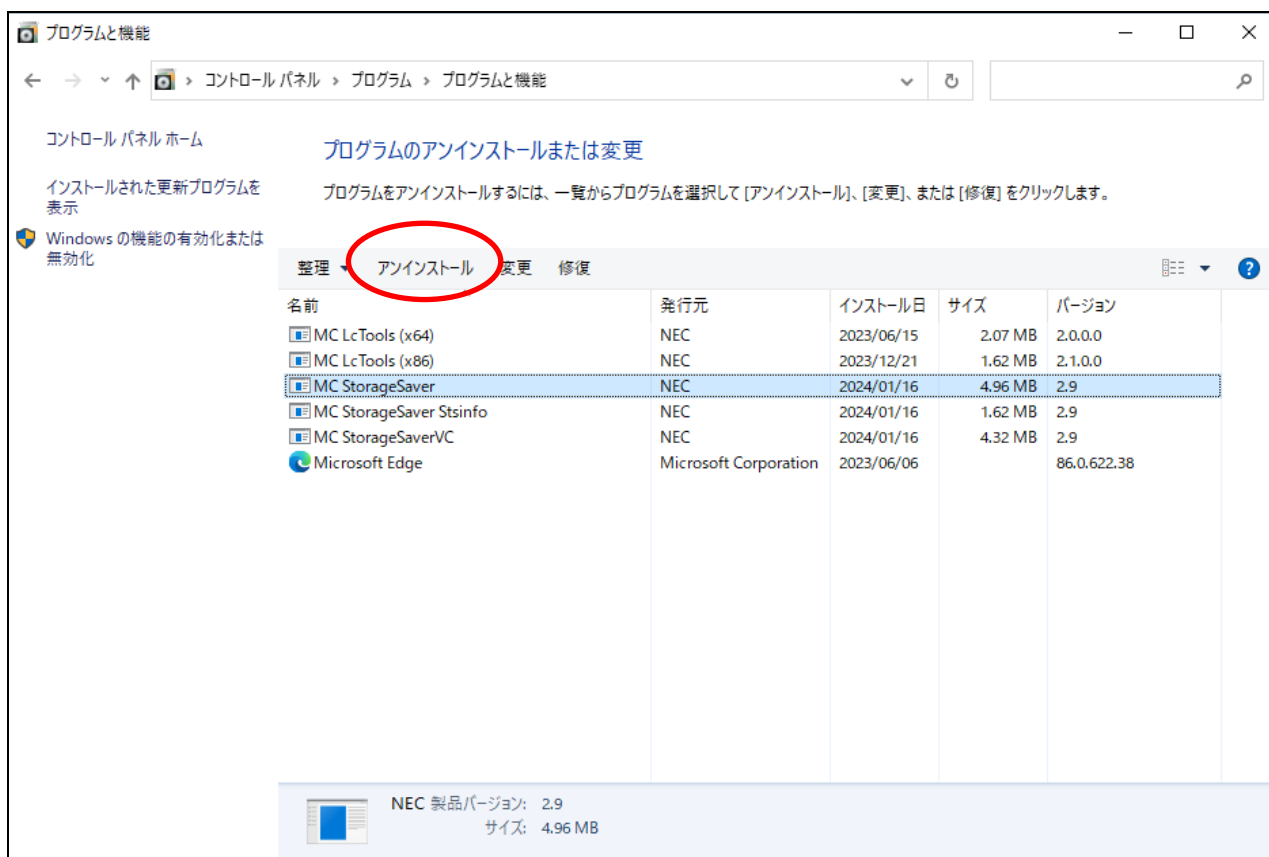 プログラムと機能
コントロール パネル › プログラム › プログラムと機能
コントロール パネル ホーム
インストールされた更新プログラムを
表示
Windows の機能の有効化または
無効化
プログラムのアンインストールまたは変更
プログラムをアンインストールするには、一覧からプログラムを選択して [アンインストール]、[変更]、または [修復] をクリックします。
整理 アンインストール 変更 修復
名前 発行元 インストール日 サイズ バージョン
MC LcTools (x64) NEC 2023/06/15 2.07 MB 2.0.0.0
MC LcTools (x86) NEC 2023/12/21 1.62 MB 2.1.0.0
MC StorageSaver NEC 2024/01/16 4.96 MB 2.9
MC StorageSaver Stsinfo NEC 2024/01/16 1.62 MB 2.9
MC StorageSaverVC NEC 2024/01/16 4.32 MB 2.9
Microsoft Edge Microsoft Corporation 2023/06/06 86.0.622.38
NEC 製品バージョン: 2.9
サイズ: 4.96 MB